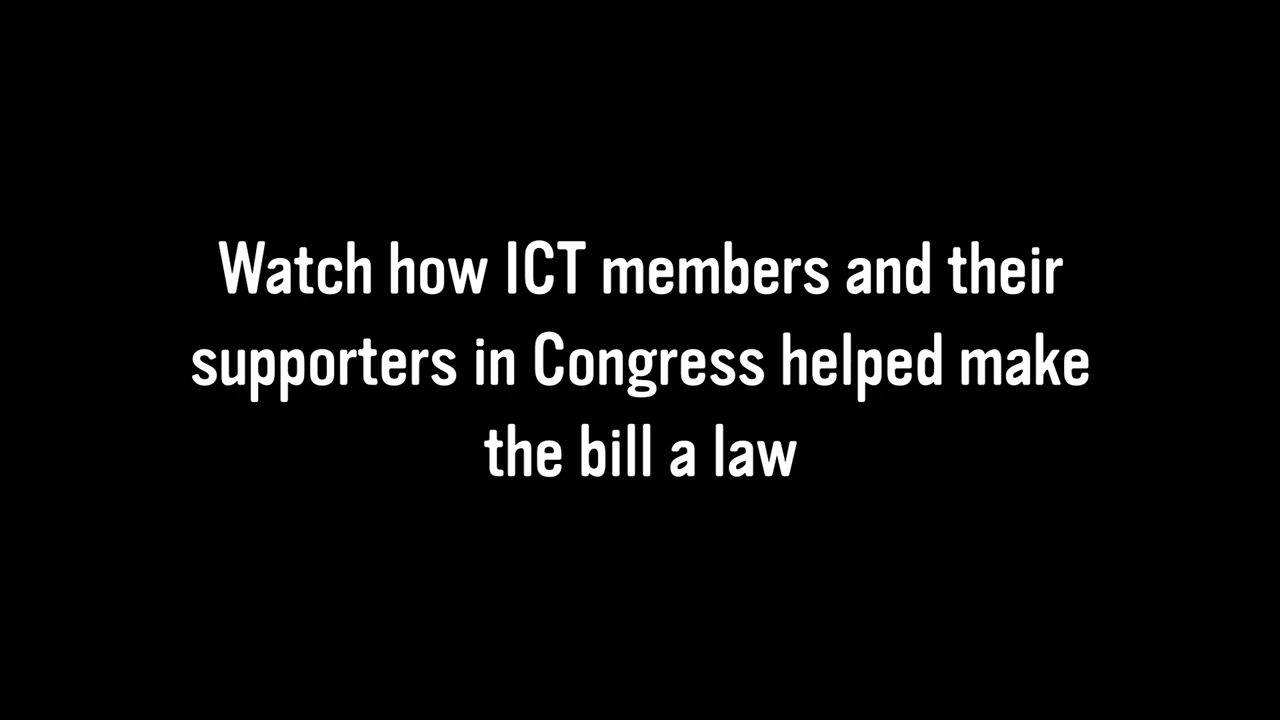 Watch how ICT members and their
supporters in Congress helped make
the bill a law